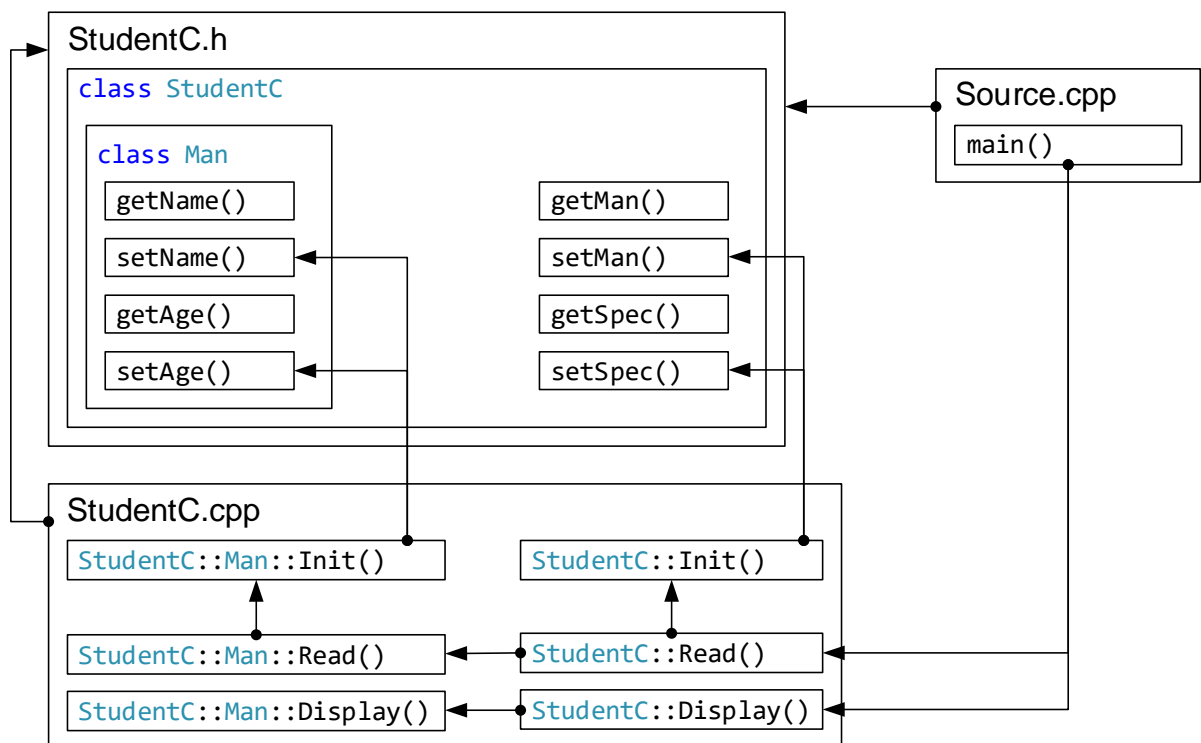 StudentC.h
class StudentC
class Man
getName()
setName()
getAge()
setAge()
getMan()
setMan()
getSpec()
setSpec()
Source.cpp
main()
StudentC.cpp
StudentC::Man::Init()
StudentC::Init()
StudentC::Man::Read()
StudentC::Read()
StudentC::Man::Display()
StudentC::Display()